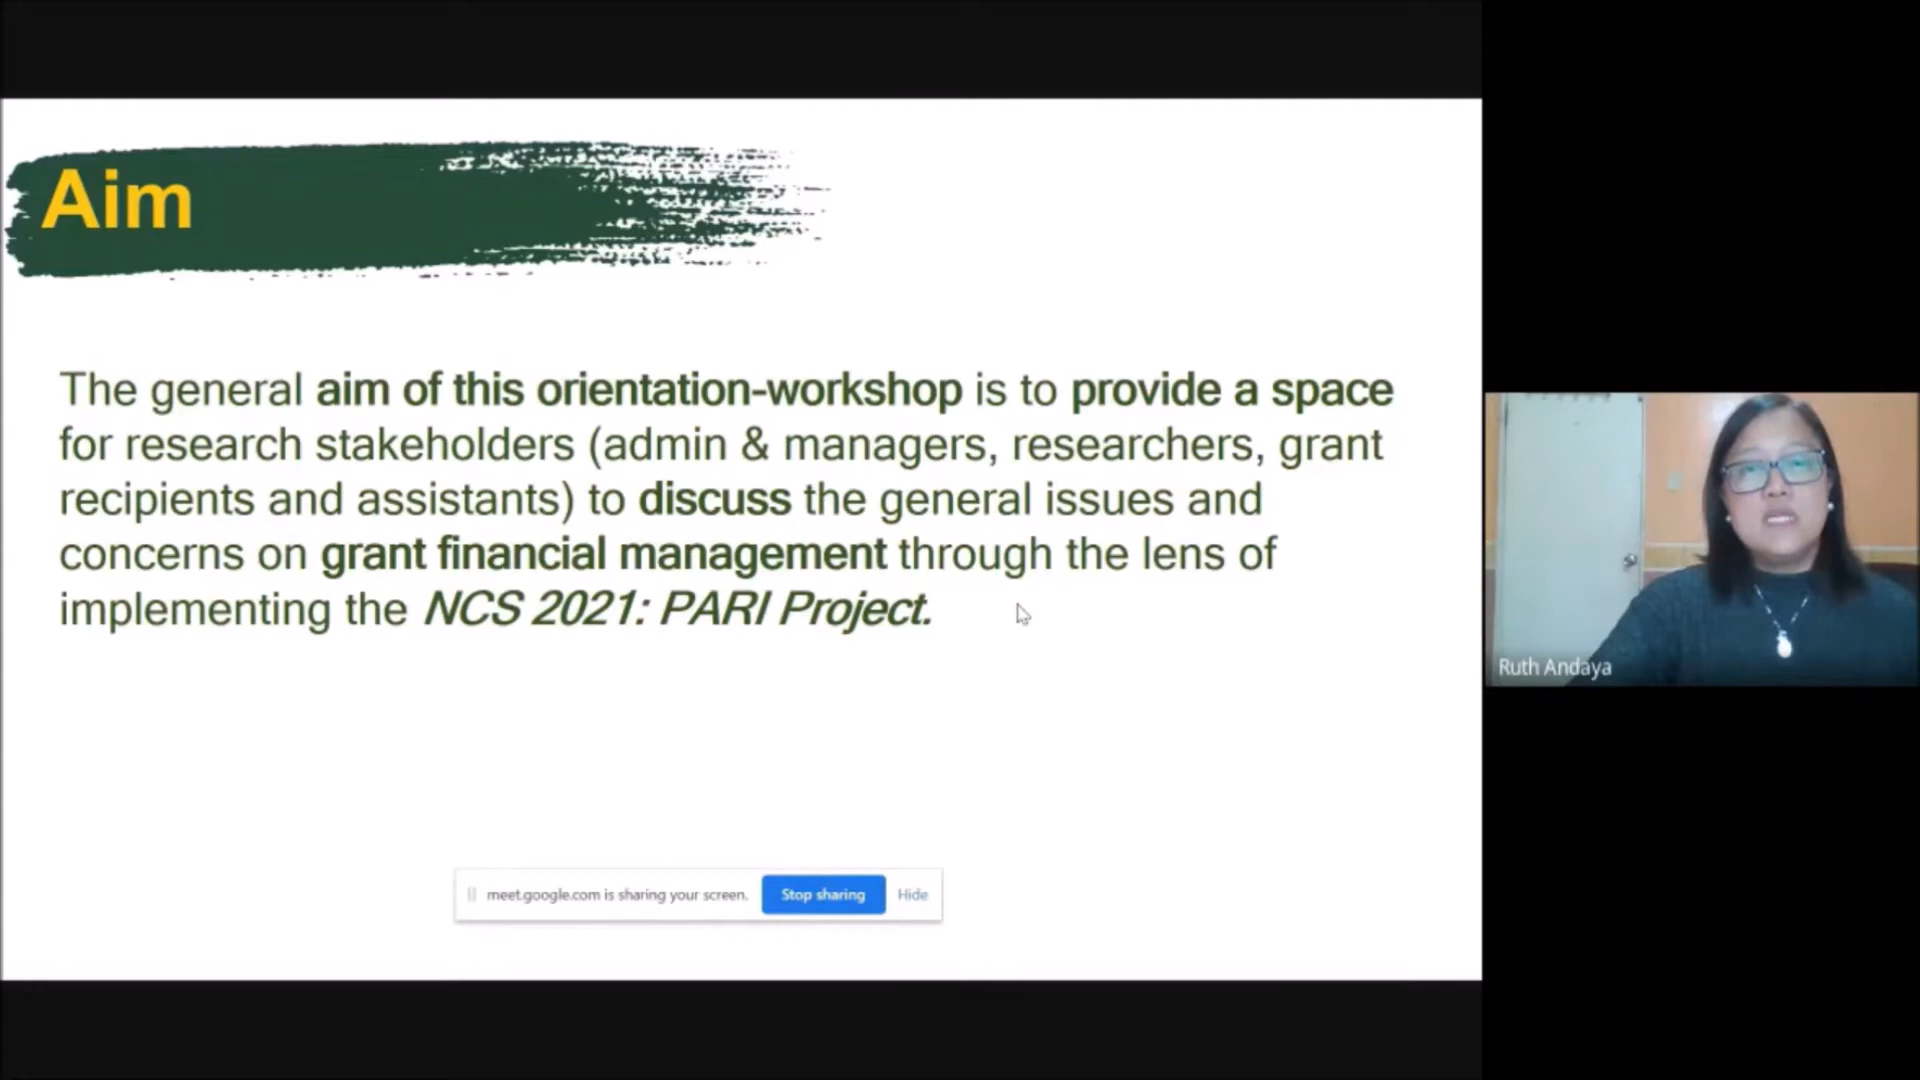 Aim
The general aim of this orientation-workshop is to provide a space
for research stakeholders (admin & managers, researchers, grant
recipients and assistants) to discuss the general issues and
concerns on grant financial management through the lens of
implementing the NCS 2021: PARI Project.
Ruth Andaya
meet.google.com is sharing your screen.
Stop sharing
Hide